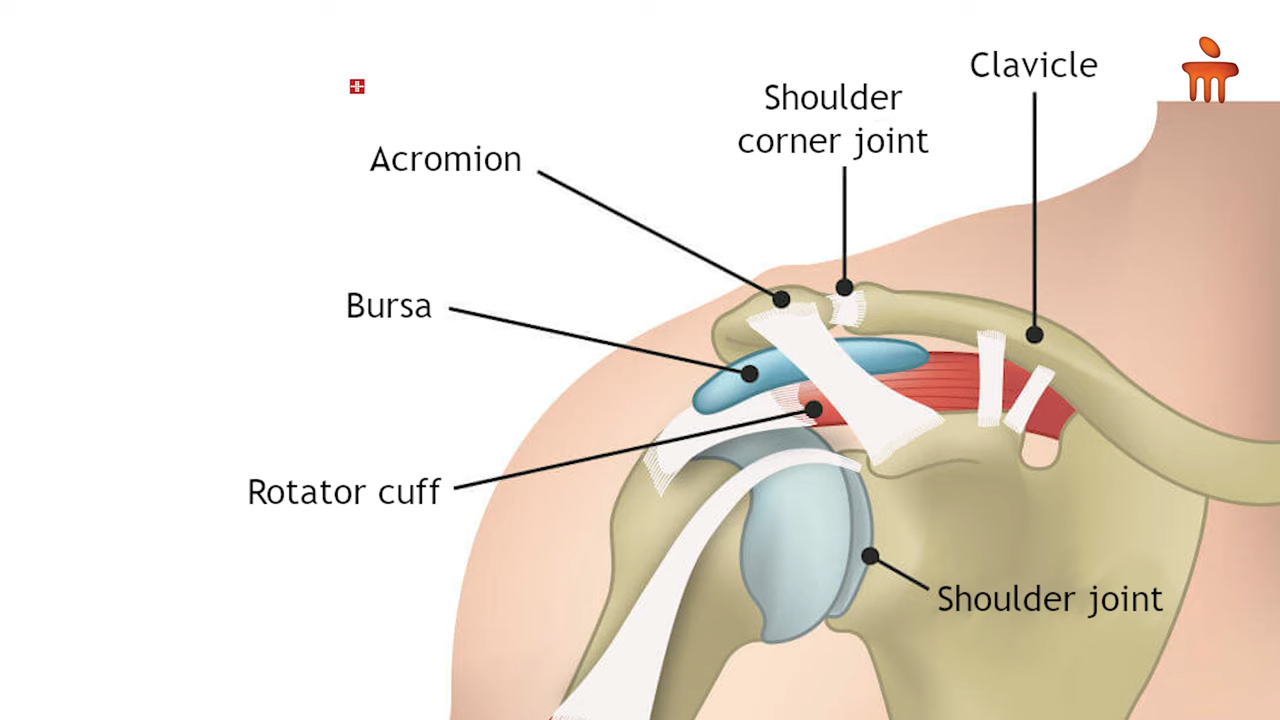 Clavicle
Shoulder
corner joint
Acromion
Bursa
Rotator cuff
Shoulder joint